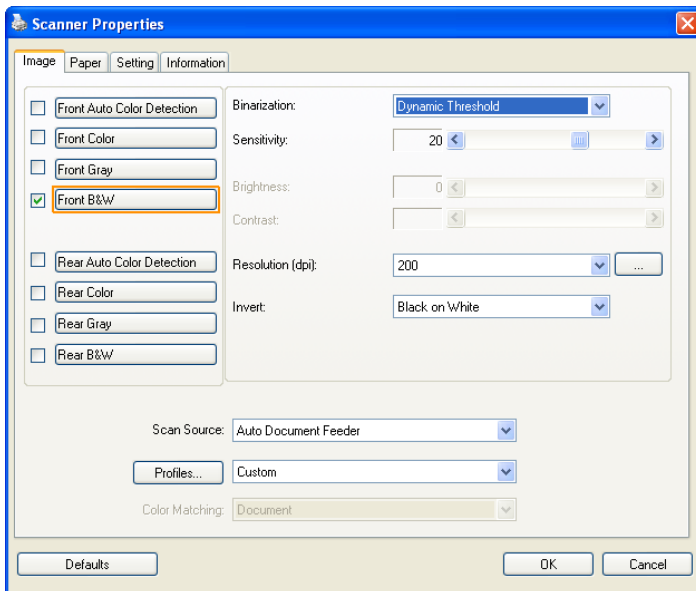 Scanner Properties
Image Paper Setting Information
Front Auto Color Detection
Front Color
Front Gray
Front B&W
Rear Auto Color Detection
Rear Color
Rear Gray
Rear B&W
Binarization: Dynamic Threshold
Sensitivity: 20
Brightness: 0
Contrast:
Resolution (dpi): 200 ...
Invert: Black on White
Scan Source: Auto Document Feeder
Profiles... Custom
Color Matching: Document
Defaults OK Cancel